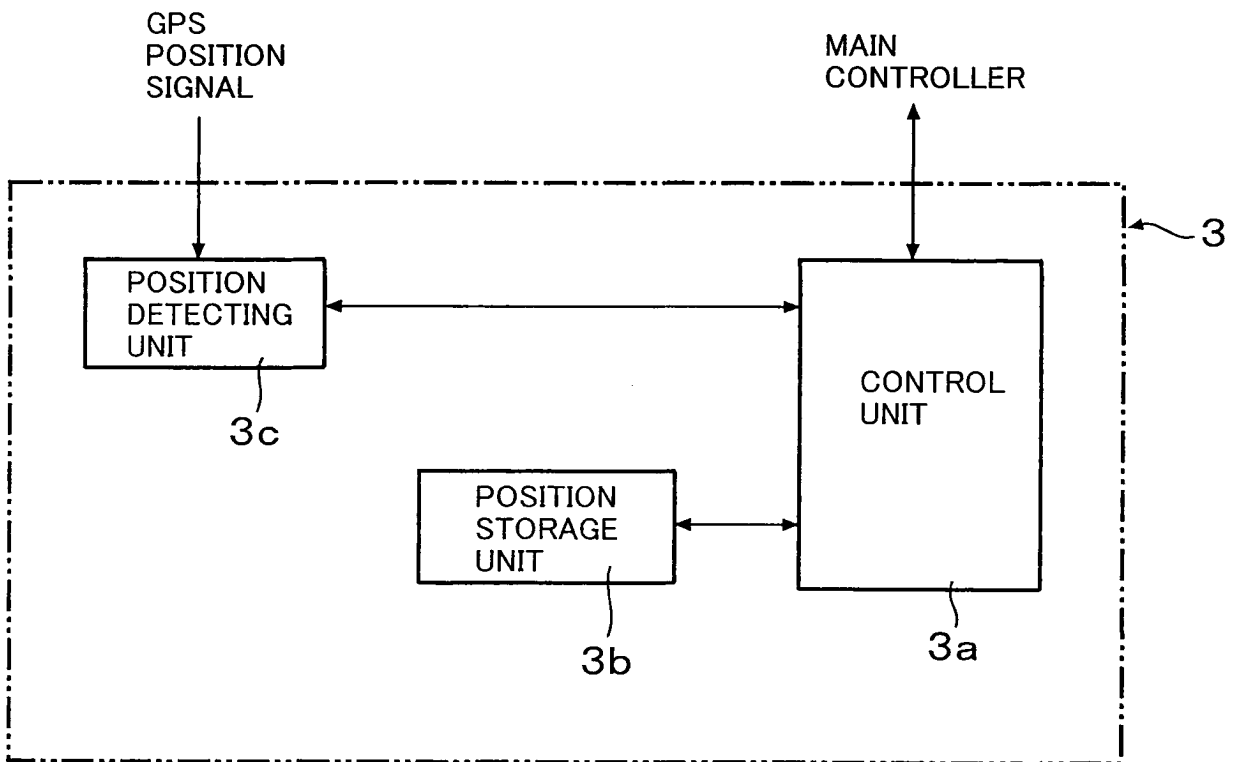 GPS
POSITION
SIGNAL
MAIN
CONTROLLER
3
POSITION
DETECTING
UNIT
3c
CONTROL
UNIT
POSITION
STORAGE
UNIT
3b
3a